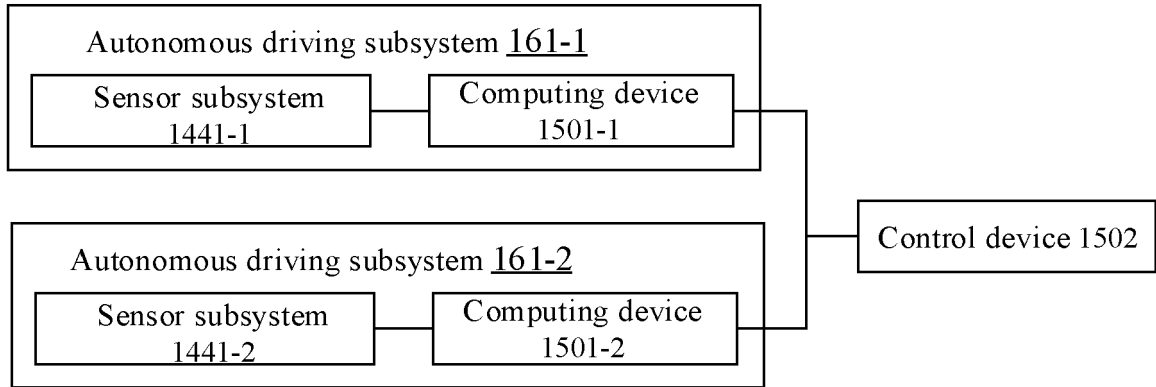 Autonomous driving subsystem 161-1
Sensor subsystem
1441-1
Computing device
1501-1
Control device 1502
Autonomous driving subsystem 161-2
Sensor subsystem
1441-2
Computing device
1501-2